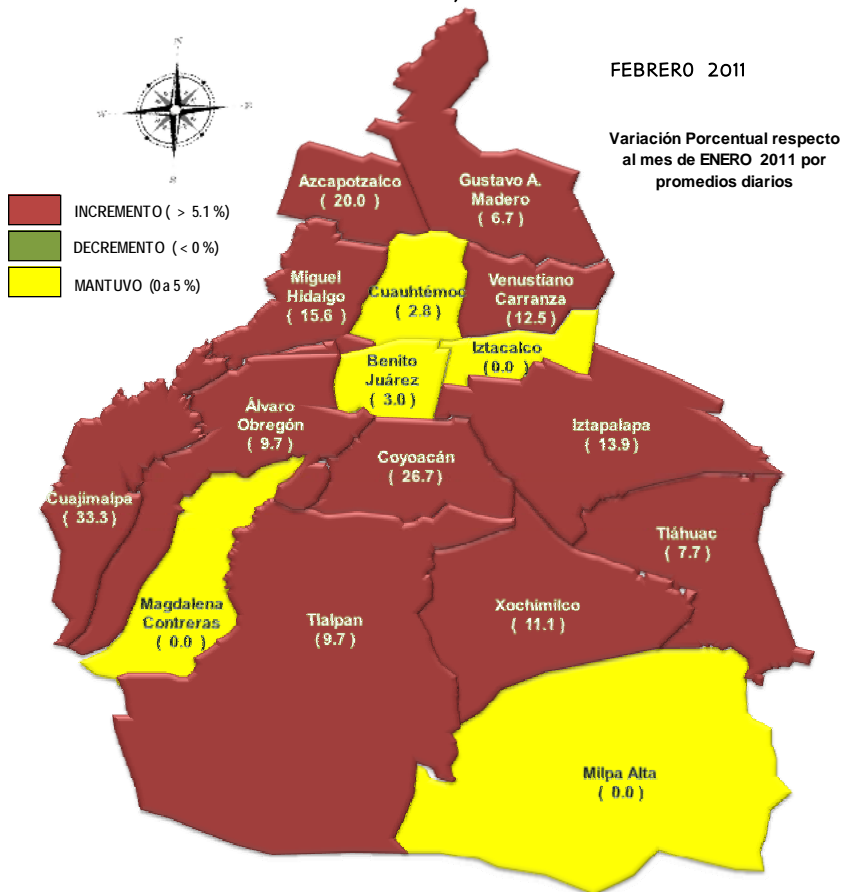 FEBRERO 2011
Variación Porcentual respecto
al mes de ENERO 2011 por
promedios diarios
N
W
E
S
INCREMENTO ( > 5.1 %)
DECREMENTO (< 0 %)
MANTUVO (0 a 5 %)
Azcapotzalco
( 20.0 )
Gustavo A.
Madero
( 6.7 )
Miguel
Hidalgo
( 15.6 )
Cuauhtémoc
( 2.8 )
Venustiano
Carranza
(12.5 )
Iztacalco
(0.0 )
Benito
Juárez
( 3.0 )
Álvaro
Obregón
( 9.7 )
Iztapalapa
( 13.9 )
Coyoacán
( 26.7 )
Cuajimalpa
( 33.3 )
Tláhuac
( 7.7 )
Magdalena
Contreras
( 0.0 )
Tlalpan
(9.7 )
Xochimilco
( 11.1 )
Milpa Alta
( 0.0 )